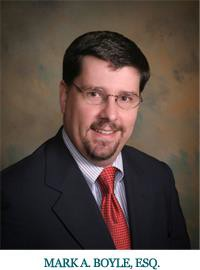 MARK A. BOYLE, ESQ.